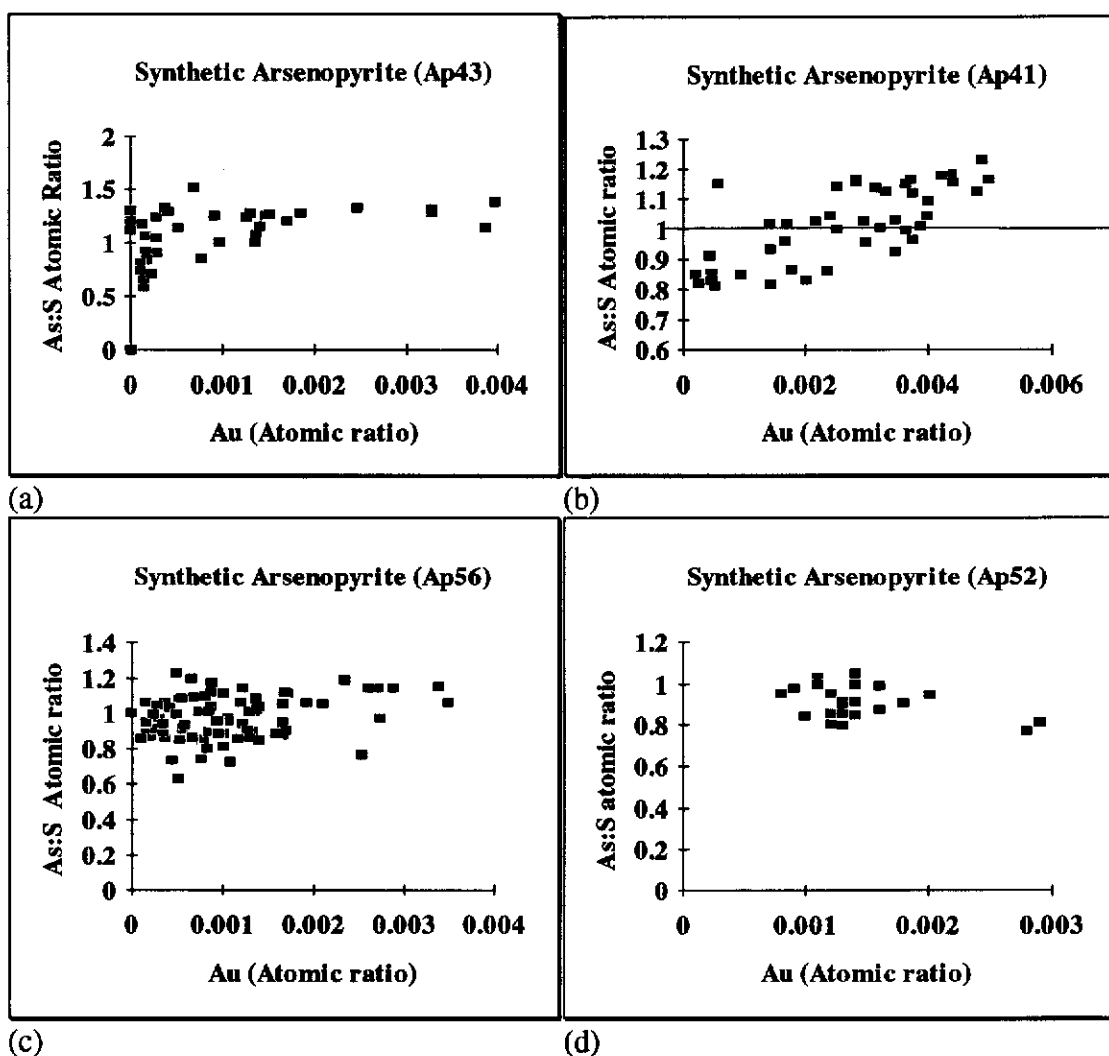 Synthetic Arsenopyrite (Ap43)
As:S Atomic Ratio
2
1.5
1
0.5
0
0 0.001 0.002 0.003 0.004
Au (Atomic ratio)
(a)
Synthetic Arsenopyrite (Ap41)
As:S Atomic ratio
1.3
1.2
1.1
1
0.9
0.8
0.7
0.6
0 0.002 0.004 0.006
Au (Atomic ratio)
(b)
Synthetic Arsenopyrite (Ap56)
As:S Atomic ratio
1.4
1.2
1
0.8
0.6
0.4
0.2
0
0 0.001 0.002 0.003 0.004
Au (Atomic ratio)
(c)
Synthetic Arsenopyrite (Ap52)
As:S atomic ratio
1.2
1
0.8
0.6
0.4
0.2
0
0 0.001 0.002 0.003
Au (Atomic ratio)
(d)